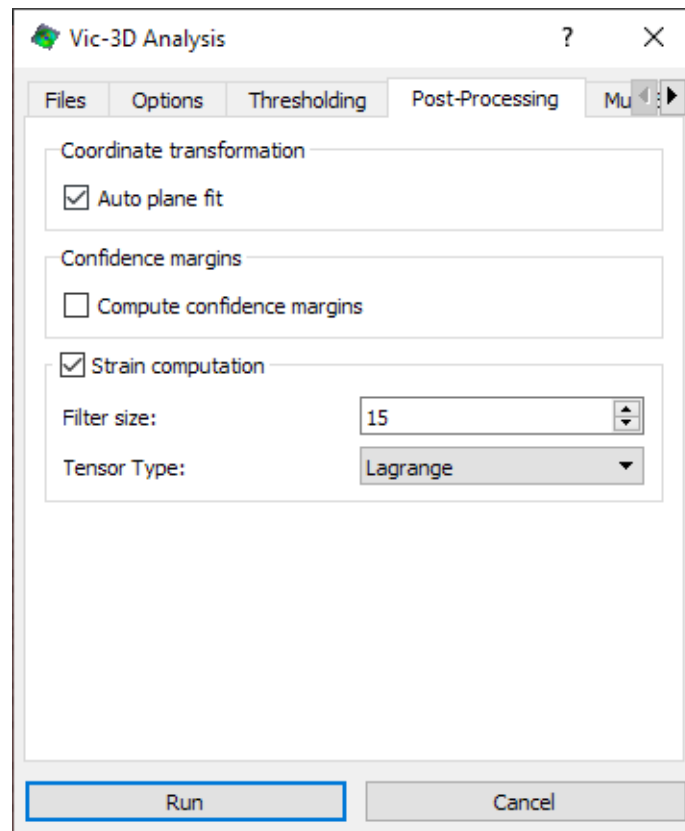 Vic-3D Analysis ?
Files Options Thresholding Post-Processing Mu
Coordinate transformation
Auto plane fit
Confidence margins
Compute confidence margins
Strain computation
Filter size: 15
Tensor Type: Lagrange
Run Cancel